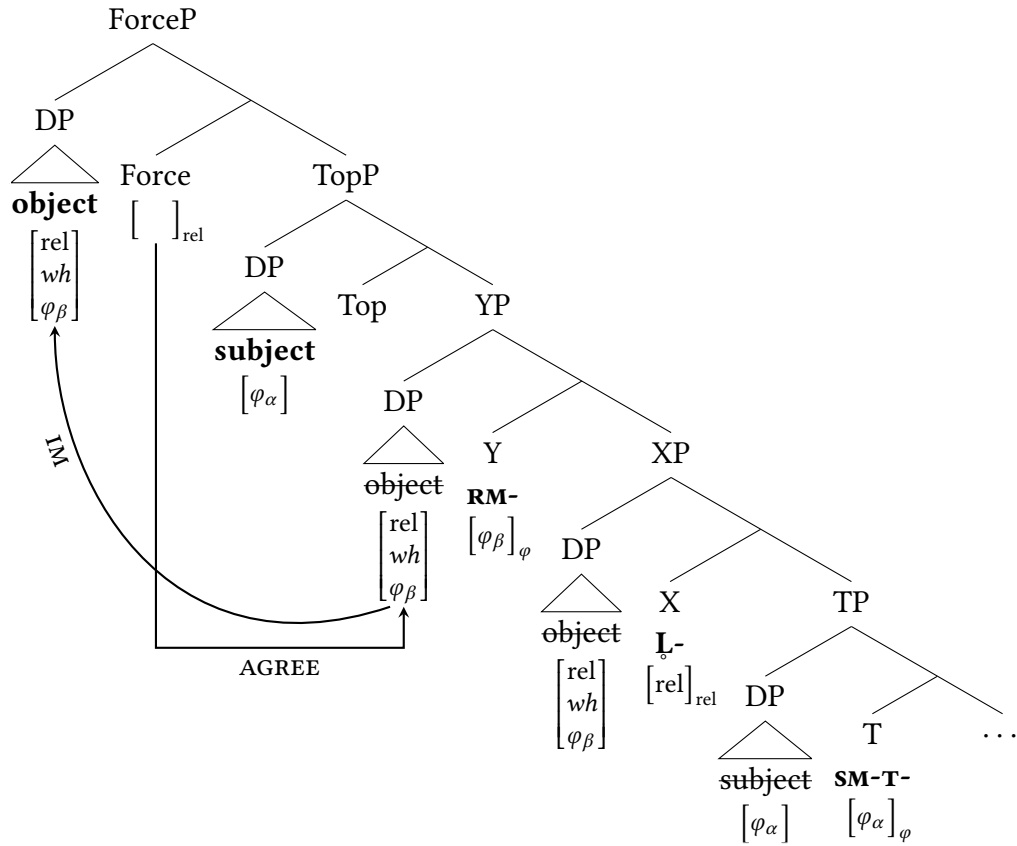 ForceP
DP
Force
TopP
object
[ ]rel
DP
Top
YP
[rel
wh
φβ]
subject
[φα]
DP
Y
XP
IM
object
RM-
[φβ]φ
[rel
wh
φβ]
DP
X
TP
object
L̥-
[rel]rel
AGREE
[rel
wh
φβ]
DP
T
...
subject
SM-T-
[φα]
[φα]φ